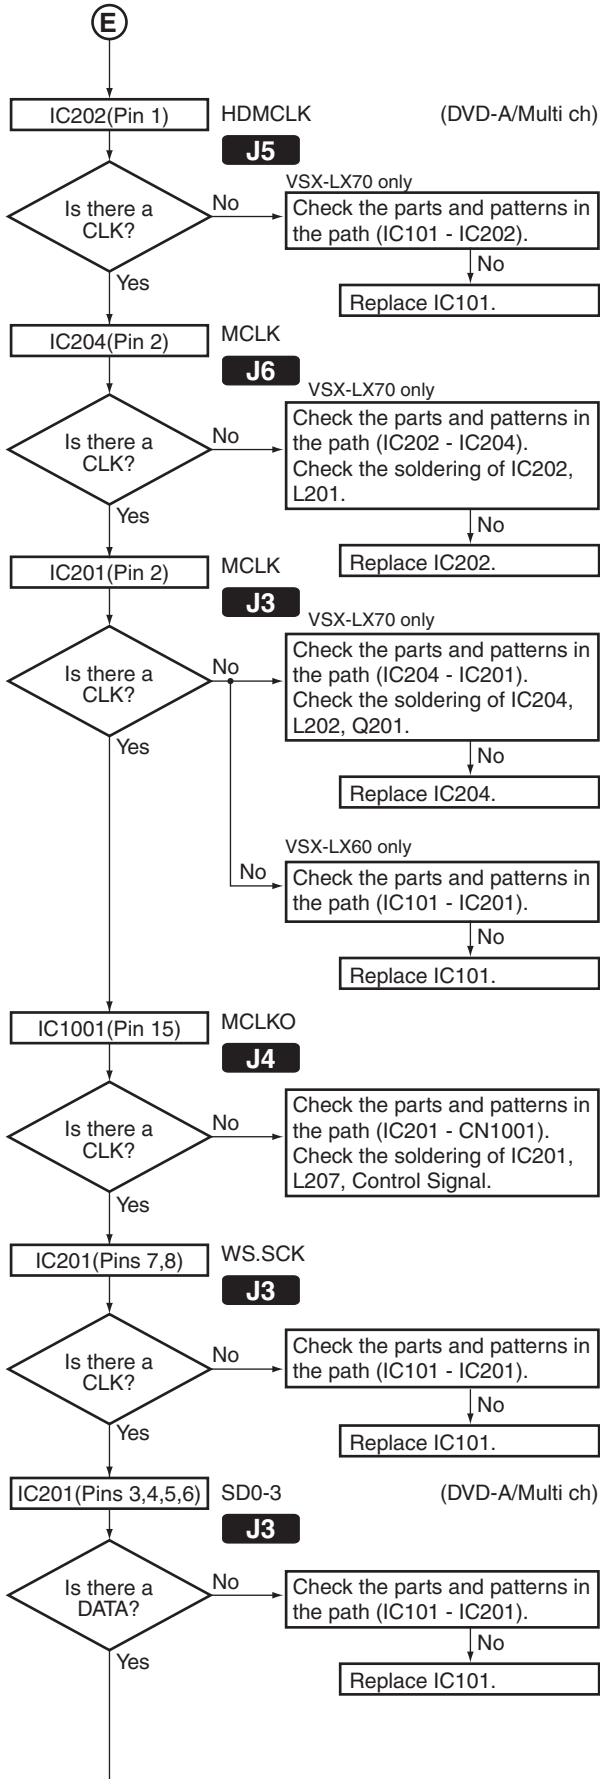 E
IC202(Pin 1)
HDMCLK
(DVD-A/Multi ch)
J5
Is there a
CLK?
No
VSX-LX70 only
Check the parts and patterns in
the path (IC101 - IC202).
No
Replace IC101.
Yes
IC204(Pin 2)
MCLK
J6
Is there a
CLK?
No
VSX-LX70 only
Check the parts and patterns in
the path (IC202 - IC204).
Check the soldering of IC202,
L201.
No
Replace IC202.
Yes
IC201(Pin 2)
MCLK
J3
Is there a
CLK?
No
VSX-LX70 only
Check the parts and patterns in
the path (IC204 - IC201).
Check the soldering of IC204,
L202, Q201.
No
Replace IC204.
Yes
VSX-LX60 only
No
Check the parts and patterns in
the path (IC101 - IC201).
No
Replace IC101.
IC1001(Pin 15)
MCLKO
J4
Is there a
CLK?
No
Check the parts and patterns in
the path (IC201 - CN1001).
Check the soldering of IC201,
L207, Control Signal.
Yes
IC201(Pins 7,8)
WS.SCK
J3
Is there a
CLK?
No
Check the parts and patterns in
the path (IC101 - IC201).
No
Replace IC101.
Yes
IC201(Pins 3,4,5,6)
SD0-3
(DVD-A/Multi ch)
J3
Is there a
DATA?
No
Check the parts and patterns in
the path (IC101 - IC201).
No
Replace IC101.
Yes